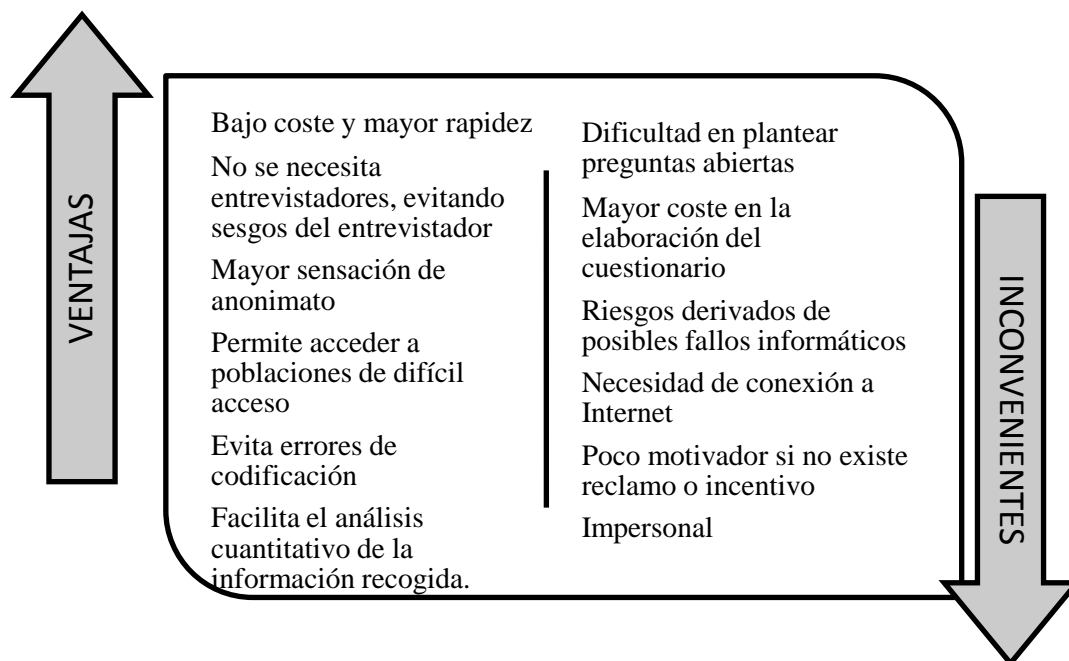 VENTAJAS
Bajo coste y mayor rapidez
No se necesita
entrevistadores, evitando
sesgos del entrevistador
Mayor sensación de
anonimato
Permite acceder a
poblaciones de difícil
acceso
Evita errores de
codificación
Facilita el análisis
cuantitativo de la
información recogida.
Dificultad en plantear
preguntas abiertas
Mayor coste en la
elaboración del
cuestionario
Riesgos derivados de
posibles fallos informáticos
Necesidad de conexión a
Internet
Poco motivador si no existe
reclamo o incentivo
Impersonal
INCONVENIENTES